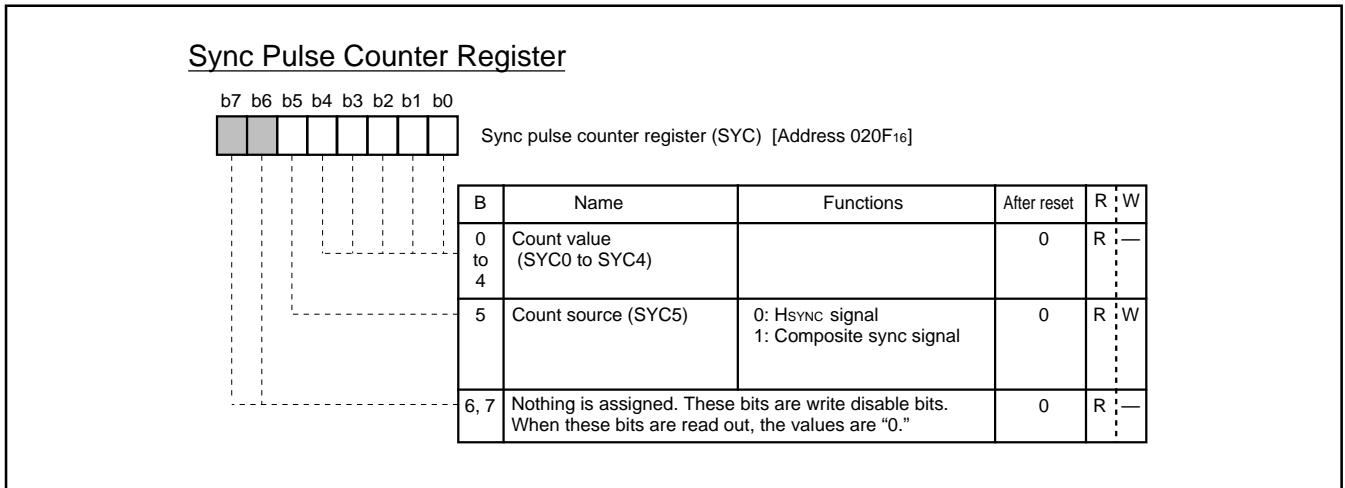 Sync Pulse Counter Register
b7 b6 b5 b4 b3 b2 b1 b0
Sync pulse counter register (SYC) [Address 020F16]
B Name Functions After reset R W
0 to 4 Count value (SYC0 to SYC4) 0 R —
5 Count source (SYC5) 0: HSYNC signal 0 R W
1: Composite sync signal
6, 7 Nothing is assigned. These bits are write disable bits. 0 R —
When these bits are read out, the values are “0.”